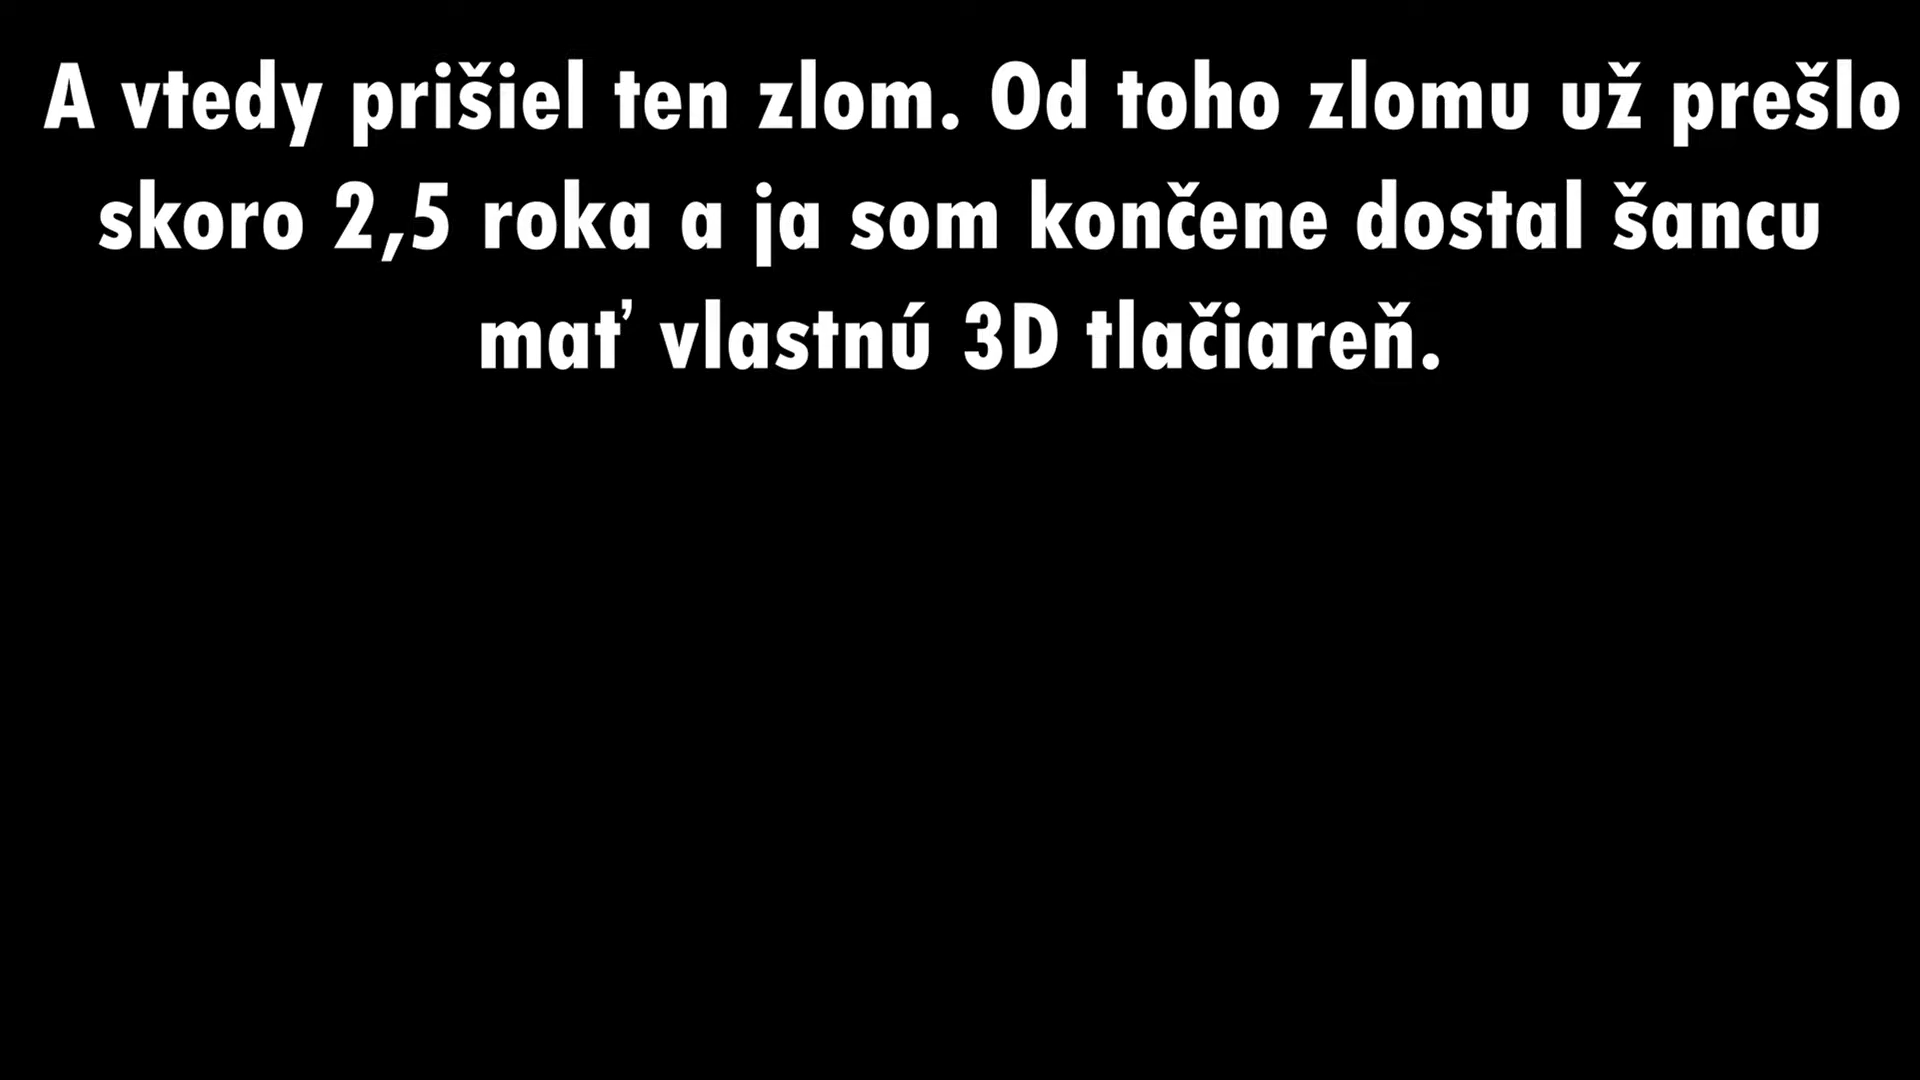 A vtedy prišiel ten zlom. Od toho zlomu už prešlo
skoro 2,5 roka a ja som končene dostal šancu
mať vlastnú 3D tlačiareň.